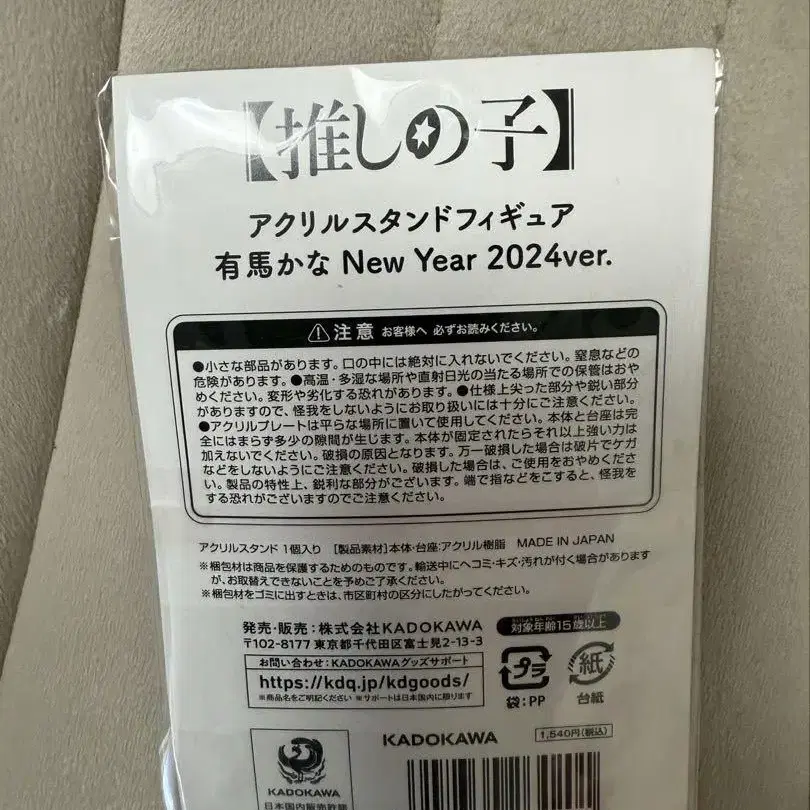 【推しの子】
アクリルスタンドフィギュア
有馬かな New Year 2024ver.
注意 お客様へ 必ずお読みください。
●小さな部品があります。口の中には絶対に入れないでください。窒息などの
危険があります。●高温・多湿な場所や直射日光の当たる場所での保管はおや
めください。変形や劣化する恐れがあります。●仕様上尖った部分や鋭い部分
がありますので、怪我をしないようにお取り扱いには十分にご注意ください。
●アクリルプレートは平らな場所に置いて使用してください。本体と台座は完
全にはまらず多少の隙間が生じます。本体が固定されたらそれ以上強い力は
加えないでください。破損の原因となります。万一破損した場合は破片でケガ
などをしないようにご注意ください。破損した場合は、ご使用をおやめくださ
い。製品の特性上、鋭利な部分がございます。端で指などをこすると、怪我を
する恐れがございますのでご注意ください。
アクリルスタンド1個入り [製品素材]本体・台座:アクリル樹脂 MADE IN JAPAN
※梱包材は商品を保護するためのものです。輸送中にヘコミ・キズ・汚れが付く場合があります
が、お取替えできないことを予めご了承ください。
※梱包材をゴミに出すときは、市区町村の区分にしたがってください。
発売・販売:株式会社KADOKAWA
〒102-8177 東京都千代田区富士見2-13-3
お問い合わせ:KADOKAWAグッズサポート
https://kdq.jp/kdgoods/
※商品名をご明記ください ※サポートは日本国内に限ります
対象年齢15歳以上
プラ
袋:PP
紙
台紙
KADOKAWA
日本国内販売許諾
KADOKAWA
1,540円(税込)